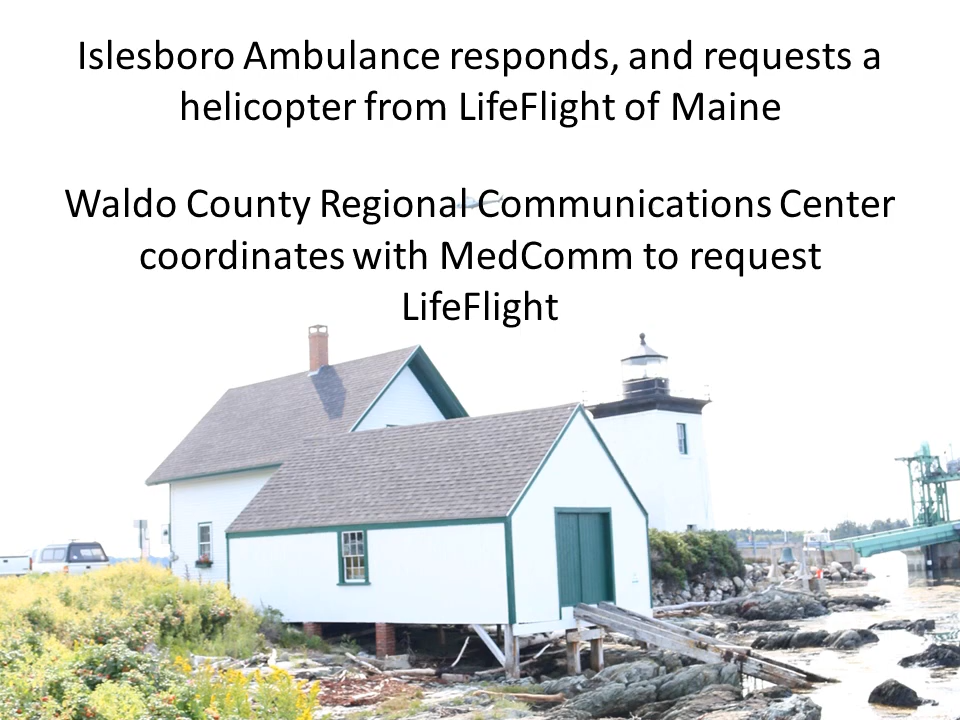 Islesboro Ambulance responds, and requests a
helicopter from LifeFlight of Maine
Waldo County Regional Communications Center
coordinates with MedComm to request
LifeFlight